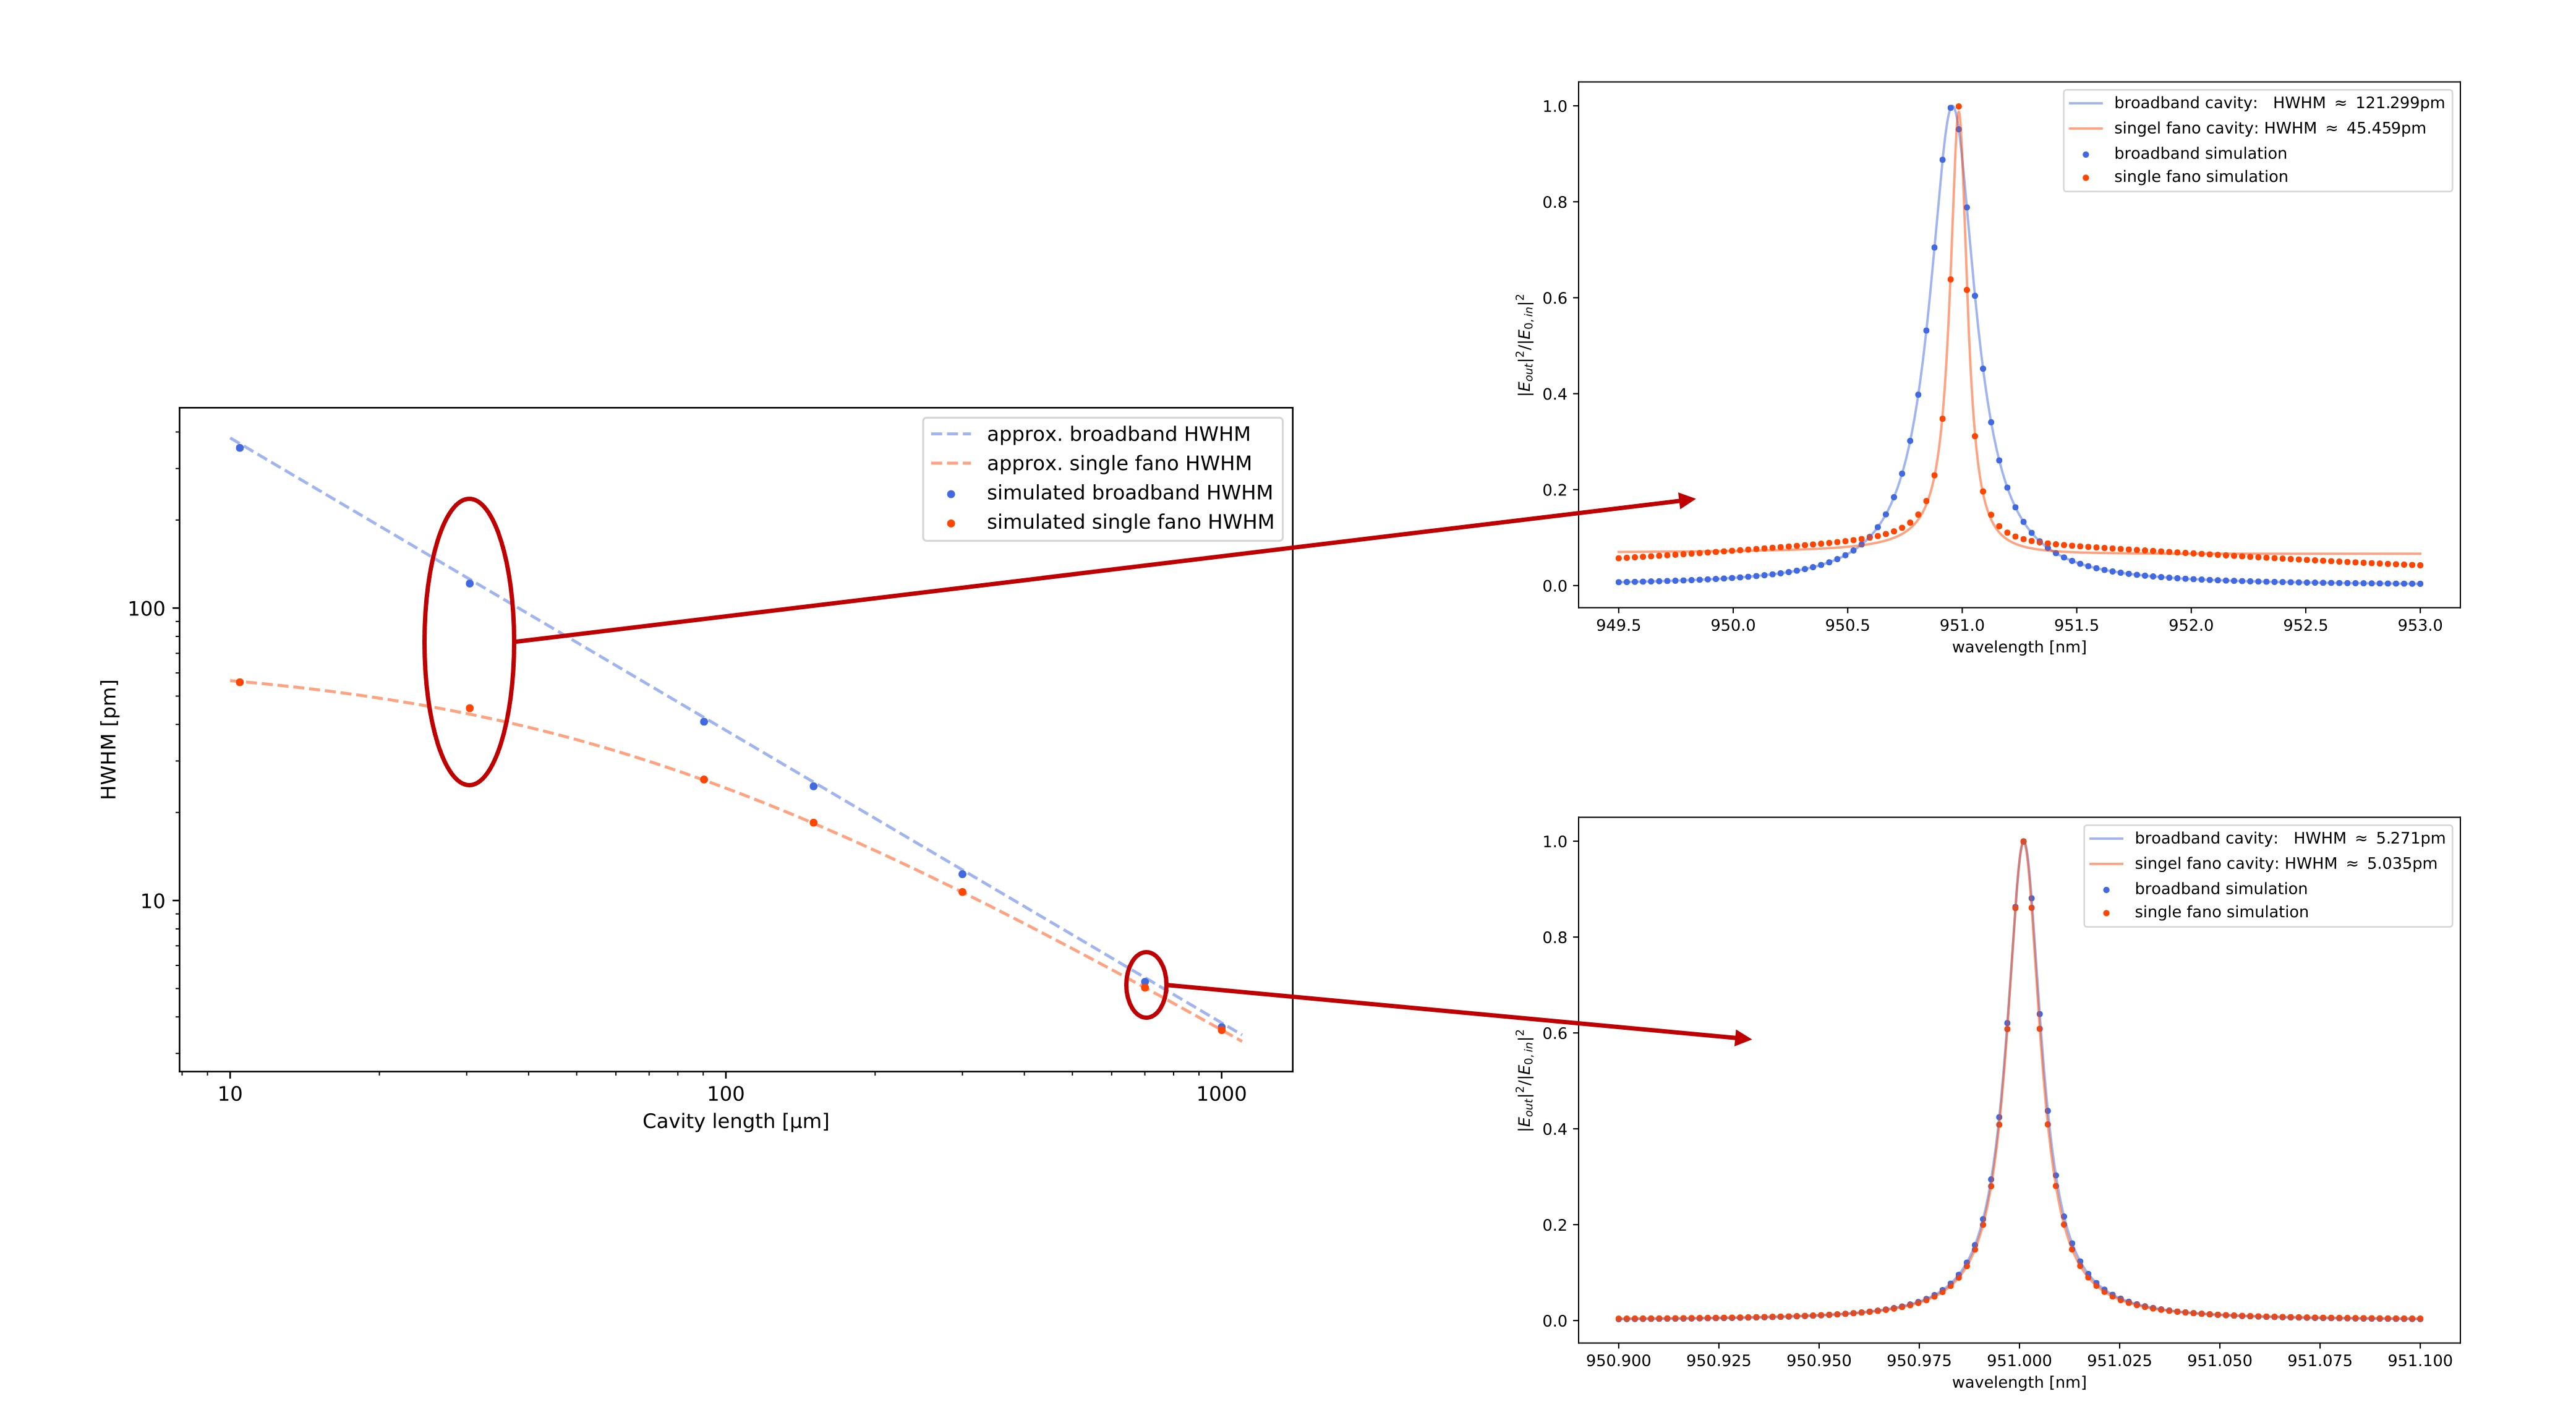 approx. broadband HWHM
approx. single fano HWHM
simulated broadband HWHM
simulated single fano HWHM
HWHM [pm]
100
10
10
100
1000
Cavity length [μm]
broadband cavity: HWHM ≈ 121.299pm
singel fano cavity: HWHM ≈ 45.459pm
broadband simulation
single fano simulation
|E_out|²/|E_0,in|²
1.0
0.8
0.6
0.4
0.2
0.0
949.5 950.0 950.5 951.0 951.5 952.0 952.5 953.0
wavelength [nm]
broadband cavity: HWHM ≈ 5.271pm
singel fano cavity: HWHM ≈ 5.035pm
broadband simulation
single fano simulation
|E_out|²/|E_0,in|²
1.0
0.8
0.6
0.4
0.2
0.0
950.900 950.925 950.950 950.975 951.000 951.025 951.050 951.075 951.100
wavelength [nm]